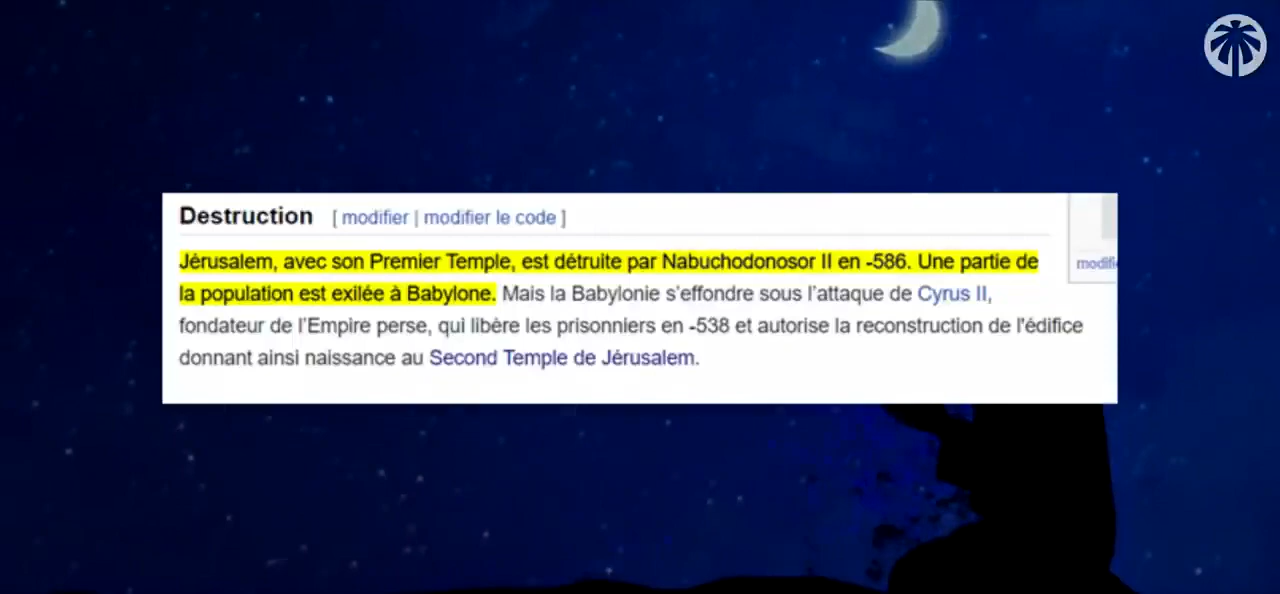 Destruction [ modifier | modifier le code ]
Jérusalem, avec son Premier Temple, est détruite par Nabuchodonosor II en -586. Une partie de
la population est exilée à Babylone. Mais la Babylonie s'effondre sous l'attaque de Cyrus II,
fondateur de l'Empire perse, qui libère les prisonniers en -538 et autorise la reconstruction de l'édifice
donnant ainsi naissance au Second Temple de Jérusalem.